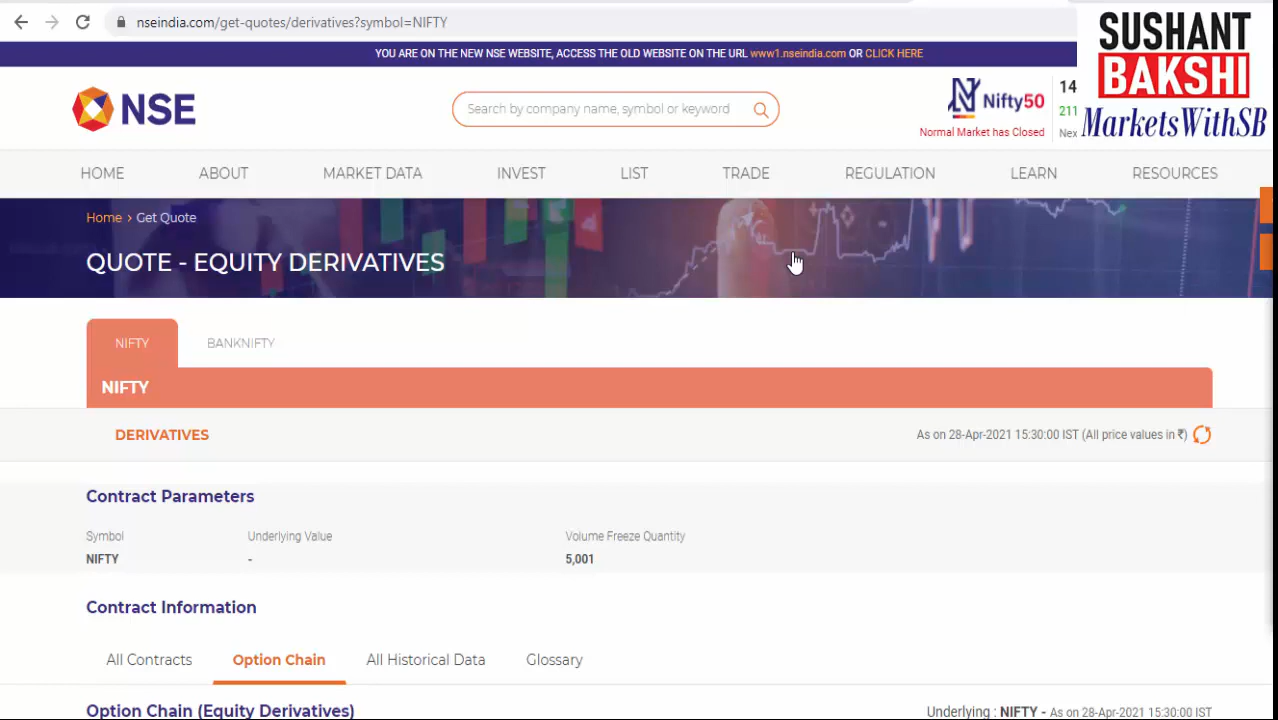 nseindia.com/get-quotes/derivatives?symbol=NIFTY
YOU ARE ON THE NEW NSE WEBSITE, ACCESS THE OLD WEBSITE ON THE URL www1.nseindia.com OR CLICK HERE
SUSHANT
BAKSHI
MarketsWithSB
NSE
Search by company name, symbol or keyword
Nifty50
Normal Market has Closed
14
211
Nex
HOME ABOUT MARKET DATA INVEST LIST TRADE REGULATION LEARN RESOURCES
Home › Get Quote
QUOTE - EQUITY DERIVATIVES
NIFTY BANKNIFTY
NIFTY
DERIVATIVES As on 28-Apr-2021 15:30:00 IST (All price values in ₹)
Contract Parameters
Symbol Underlying Value Volume Freeze Quantity
NIFTY - 5,001
Contract Information
All Contracts Option Chain All Historical Data Glossary
Option Chain (Equity Derivatives) Underlying : NIFTY - As on 28-Apr-2021 15:30:00 IST